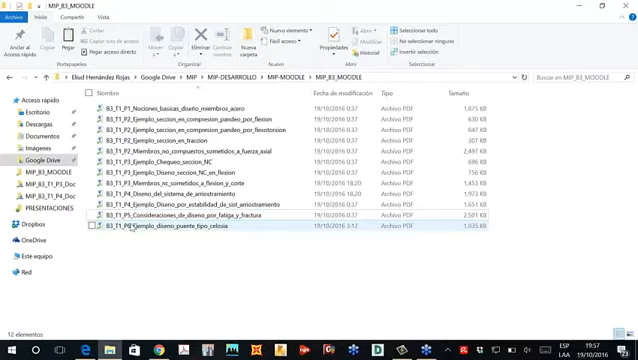 MIP_B3_MOODLE
Archivo Inicio Compartir Vista
Anclar al Acceso rápido
Copiar
Pegar
Cortar
Copiar ruta de acceso
Pegar acceso directo
Portapapeles
Mover a
Copiar a
Eliminar
Cambiar nombre
Organizar
Nueva carpeta
Nuevo elemento
Fácil acceso
Nuevo
Propiedades
Abrir
Modificar
Historial
Abrir
Seleccionar todo
No seleccionar ninguno
Invertir selección
Seleccionar
Eliud Hernández Rojas > Google Drive > MIP > MIP-DESARROLLO > MIP-MOODLE > MIP_B3_MOODLE
Buscar en MIP_B3_MOODLE
Acceso rápido
Escritorio
Descargas
Documentos
Imágenes
Google Drive
MIP_B3_MOODLE
MIP_B3_T1_P3_Doc
MIP_B3_T1_P4_Doc
PRESENTACIONES
Dropbox
OneDrive
Este equipo
Red
Nombre Fecha de modificación Tipo Tamaño
B3_T1_P1_Nociones_basicas_diseño_miembros_acero 19/10/2016 0:37 Archivo PDF 1.875 KB
B3_T1_P2_Ejemplo_seccion_en_compresion_pandeo_por_flexion 19/10/2016 0:37 Archivo PDF 630 KB
B3_T1_P2_Ejemplo_seccion_en_compresion_pandeo_por_flexotorsion 19/10/2016 0:37 Archivo PDF 647 KB
B3_T1_P2_Ejemplo_seccion_en_traccion 19/10/2016 0:37 Archivo PDF 307 KB
B3_T1_P2_Miembros_no_compuestos_sometidos_a_fuerza_axial 19/10/2016 0:37 Archivo PDF 2,497 KB
B3_T1_P3_Ejemplo_Chequeo_seccion_NC 19/10/2016 0:37 Archivo PDF 696 KB
B3_T1_P3_Ejemplo_Diseño_seccion_NC_en_flexion 19/10/2016 0:37 Archivo PDF 756 KB
B3_T1_P3_Miembros_nc_sometidos_a_flexion_y_corte 19/10/2016 18:20 Archivo PDF 1.953 KB
B3_T1_P4_Diseno_del_sistema_de_arriostramiento 19/10/2016 18:20 Archivo PDF 1.973 KB
B3_T1_P4_Ejemplo_Diseno_por_estabilidad_de_sist_arriostramiento 19/10/2016 0:37 Archivo PDF 1.651 KB
B3_T1_P5_Consideraciones_de_diseno_por_fatiga_y_fractura 19/10/2016 0:37 Archivo PDF 2,501 KB
B3_T1_P6_Ejemplo_diseno_puente_tipo_celosia 19/10/2016 3:12 Archivo PDF 1.035 KB
12 elementos
ESP
LAA
19:57
19/10/2016